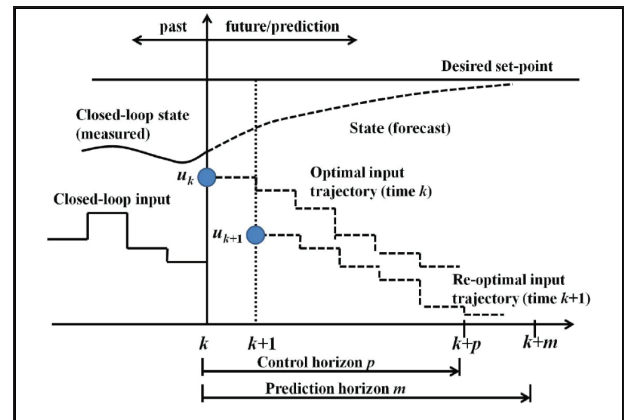 past future/prediction
Desired set-point
Closed-loop state
(measured)
State (forecast)
u_k
Optimal input
trajectory (time k)
Closed-loop input
u_{k+1}
Re-optimal input
trajectory (time k+1)
k k+1 k+p k+m
Control horizon p
Prediction horizon m